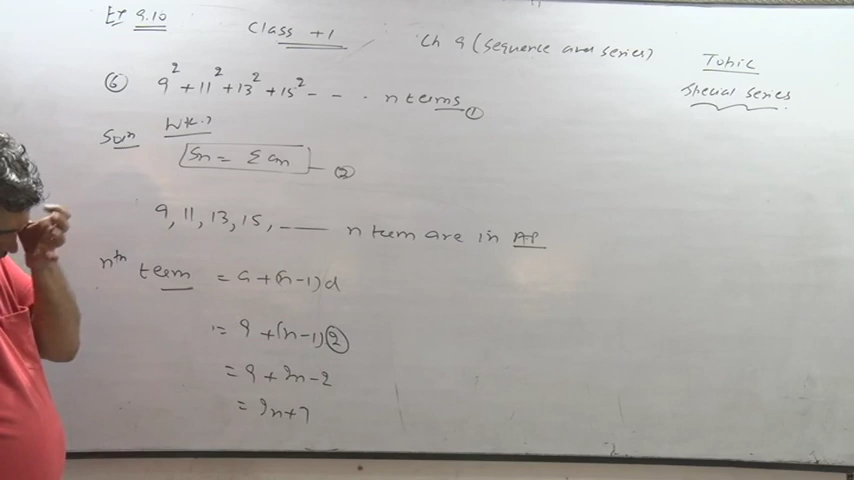 Ex 9.10
Class +1
Ch 9 (Sequence and series)
Topic
Special Series
⑥ 9² + 11² + 13² + 15² - - . n terms ①
Solⁿ W.K.T
Sn = Σ an — ②
9, 11, 13, 15, —— n term are in AP
nth term = a + (n-1)d
= 9 + (n-1)②
= 9 + 2n - 2
= 2n+7